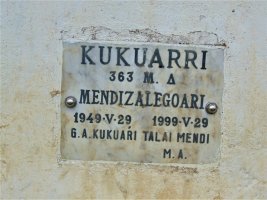 KUKUARRI
363 M. Δ
MENDIZALEGOARI
1949-V-29 1999-V-29
G.A.KUKUARI TALAI MENDI
M.A.